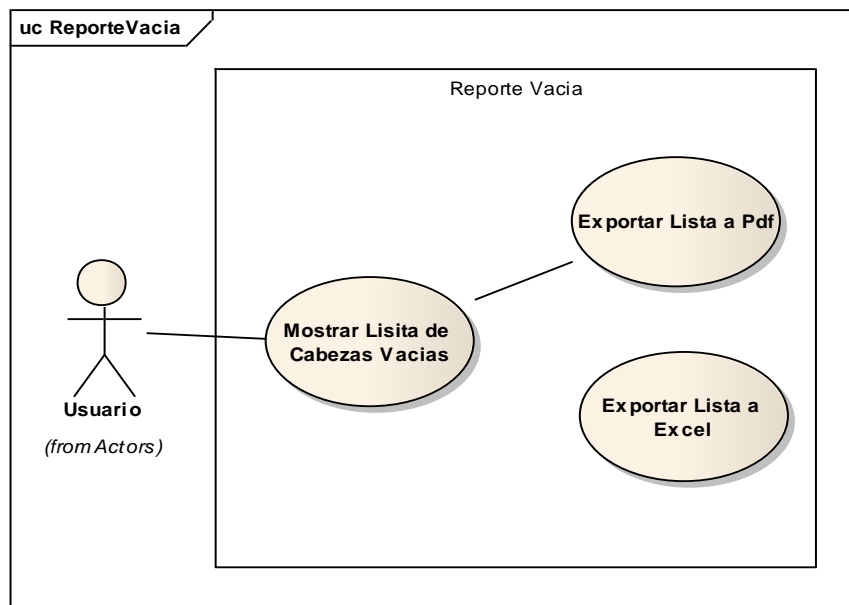 uc ReporteVacia
Reporte Vacia
Exportar Lista a Pdf
Mostrar Lisita de
Cabezas Vacias
Exportar Lista a
Excel
Usuario
(from Actors)